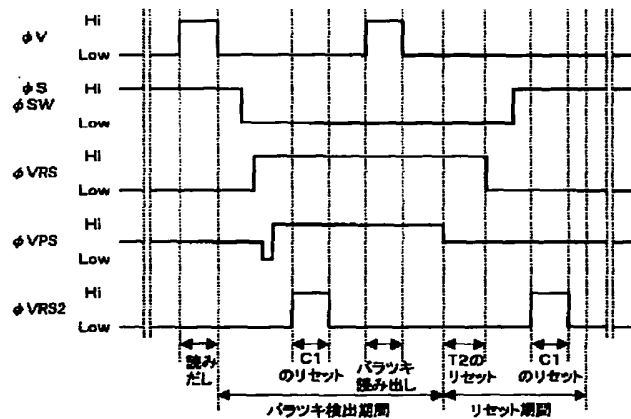 φV
Hi
Low
φS
φSW
Hi
Low
φVRS
Hi
Low
φVPS
Hi
Low
φVRS2
Hi
Low
読み
だし
C1
のリセット
バラツキ
読み出し
T2の
リセット
C1
のリセット
バラツキ検出期間
リセット期間